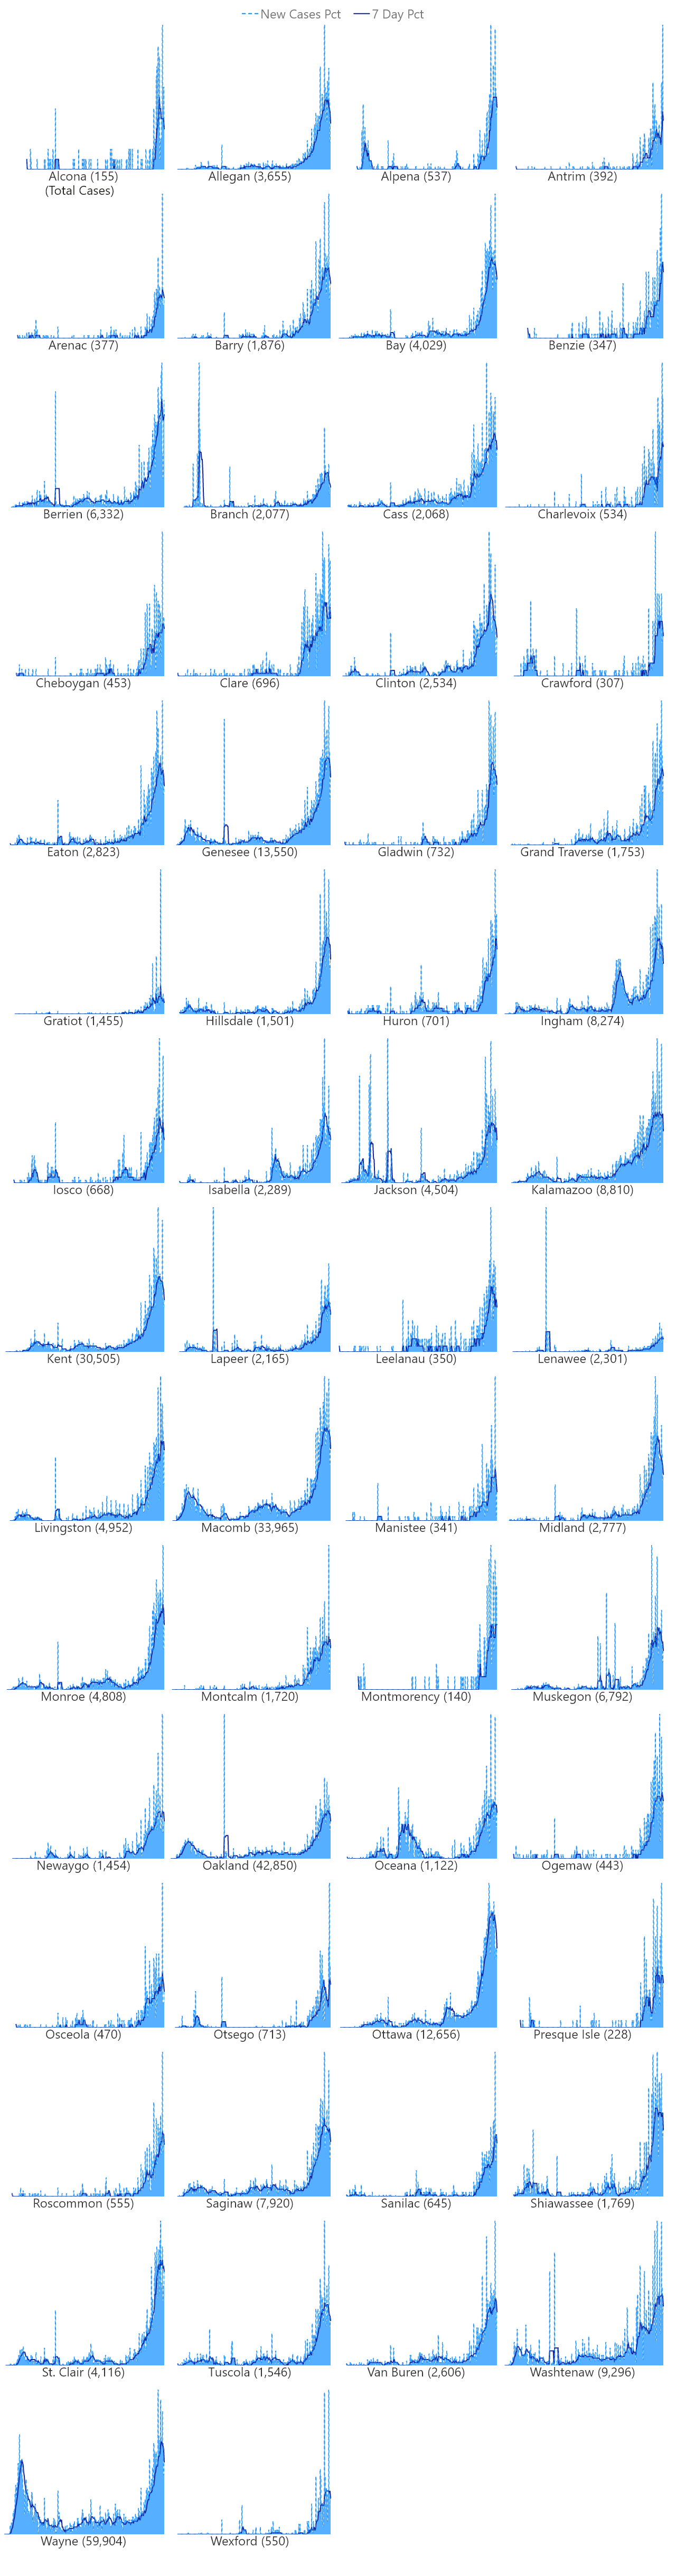 New Cases Pct 7 Day Pct
Alcona (155) Allegan (3,655) Alpena (537) Antrim (392)
(Total Cases)
Arenac (377) Barry (1,876) Bay (4,029) Benzie (347)
Berrien (6,332) Branch (2,077) Cass (2,068) Charlevoix (534)
Cheboygan (453) Clare (696) Clinton (2,534) Crawford (307)
Eaton (2,823) Genesee (13,550) Gladwin (732) Grand Traverse (1,753)
Gratiot (1,455) Hillsdale (1,501) Huron (701) Ingham (8,274)
Iosco (668) Isabella (2,289) Jackson (4,504) Kalamazoo (8,810)
Kent (30,505) Lapeer (2,165) Leelanau (350) Lenawee (2,301)
Livingston (4,952) Macomb (33,965) Manistee (341) Midland (2,777)
Monroe (4,808) Montcalm (1,720) Montmorency (140) Muskegon (6,792)
Newaygo (1,454) Oakland (42,850) Oceana (1,122) Ogemaw (443)
Osceola (470) Otsego (713) Ottawa (12,656) Presque Isle (228)
Roscommon (555) Saginaw (7,920) Sanilac (645) Shiawassee (1,769)
St. Clair (4,116) Tuscola (1,546) Van Buren (2,606) Washtenaw (9,296)
Wayne (59,904) Wexford (550)